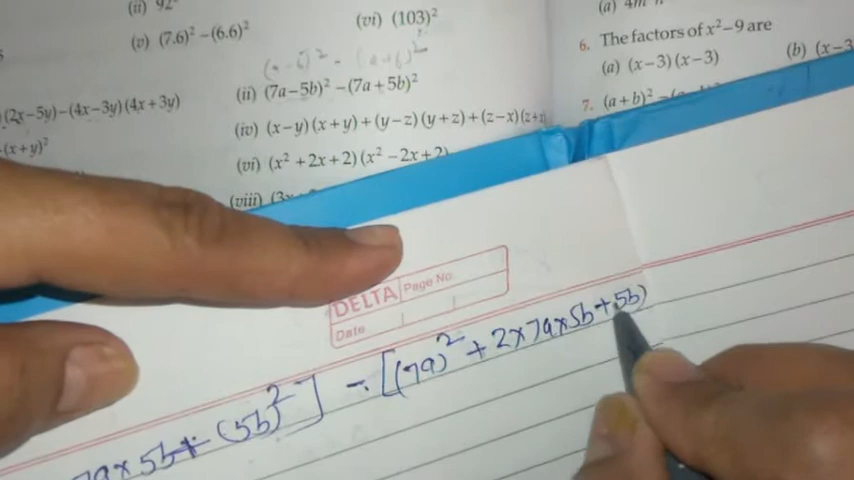 (ii) 92
(v) (7.6)² −(6.6)²
(vi) (103)²
(a) 4m n
6. The factors of x²−9 are
(a) (x−3)(x−3)
(b) (x−3
7. (a+b)²
(2x−5y)−(4x−3y)(4x+3y)
(ii) (7a−5b)² −(7a+5b)²
(iv) (x−y)(x+y)+(y−z)(y+z)+(z−x)(z+x)
(x+y)²
(vi) (x²+2x+2)(x²−2x+2)
(viii) (3x
DELTA Page No.
Date
7a×5b+(5b)²] − [(7a)² + 2×7a×5b+5b)